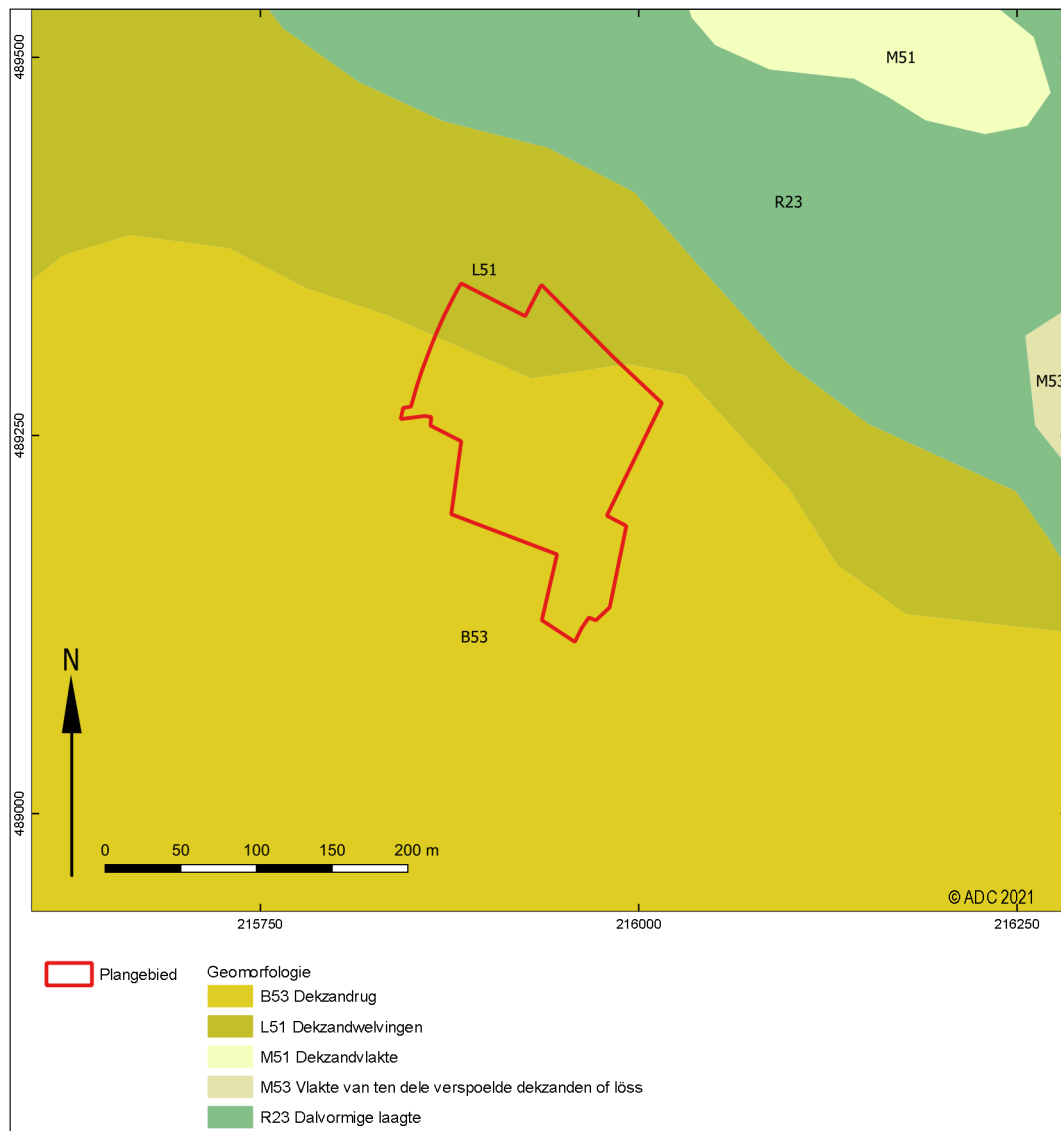 489500
M51
R23
L51
M53
489250
B53
N
489000
0 50 100 150 200 m
© ADC 2021
215750 216000 216250
Plangebied
Geomorfologie
B53 Dekzandrug
L51 Dekzandwelvingen
M51 Dekzandvlakte
M53 Vlakte van ten dele verspoelde dekzanden of löss
R23 Dalvormige laagte